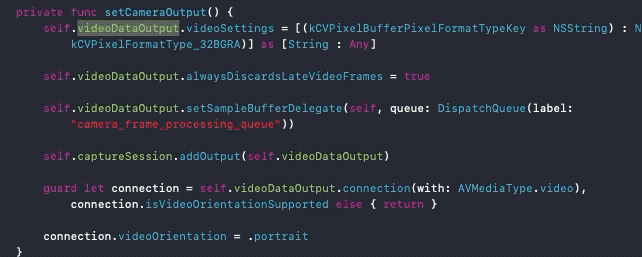 private func setCameraOutput() {
self.videoDataOutput.videoSettings = [(kCVPixelBufferPixelFormatTypeKey as NSString) : N
kCVPixelFormatType_32BGRA)] as [String : Any]
self.videoDataOutput.alwaysDiscardsLateVideoFrames = true
self.videoDataOutput.setSampleBufferDelegate(self, queue: DispatchQueue(label:
"camera_frame_processing_queue"))
self.captureSession.addOutput(self.videoDataOutput)
guard let connection = self.videoDataOutput.connection(with: AVMediaType.video),
connection.isVideoOrientationSupported else { return }
connection.videoOrientation = .portrait
}